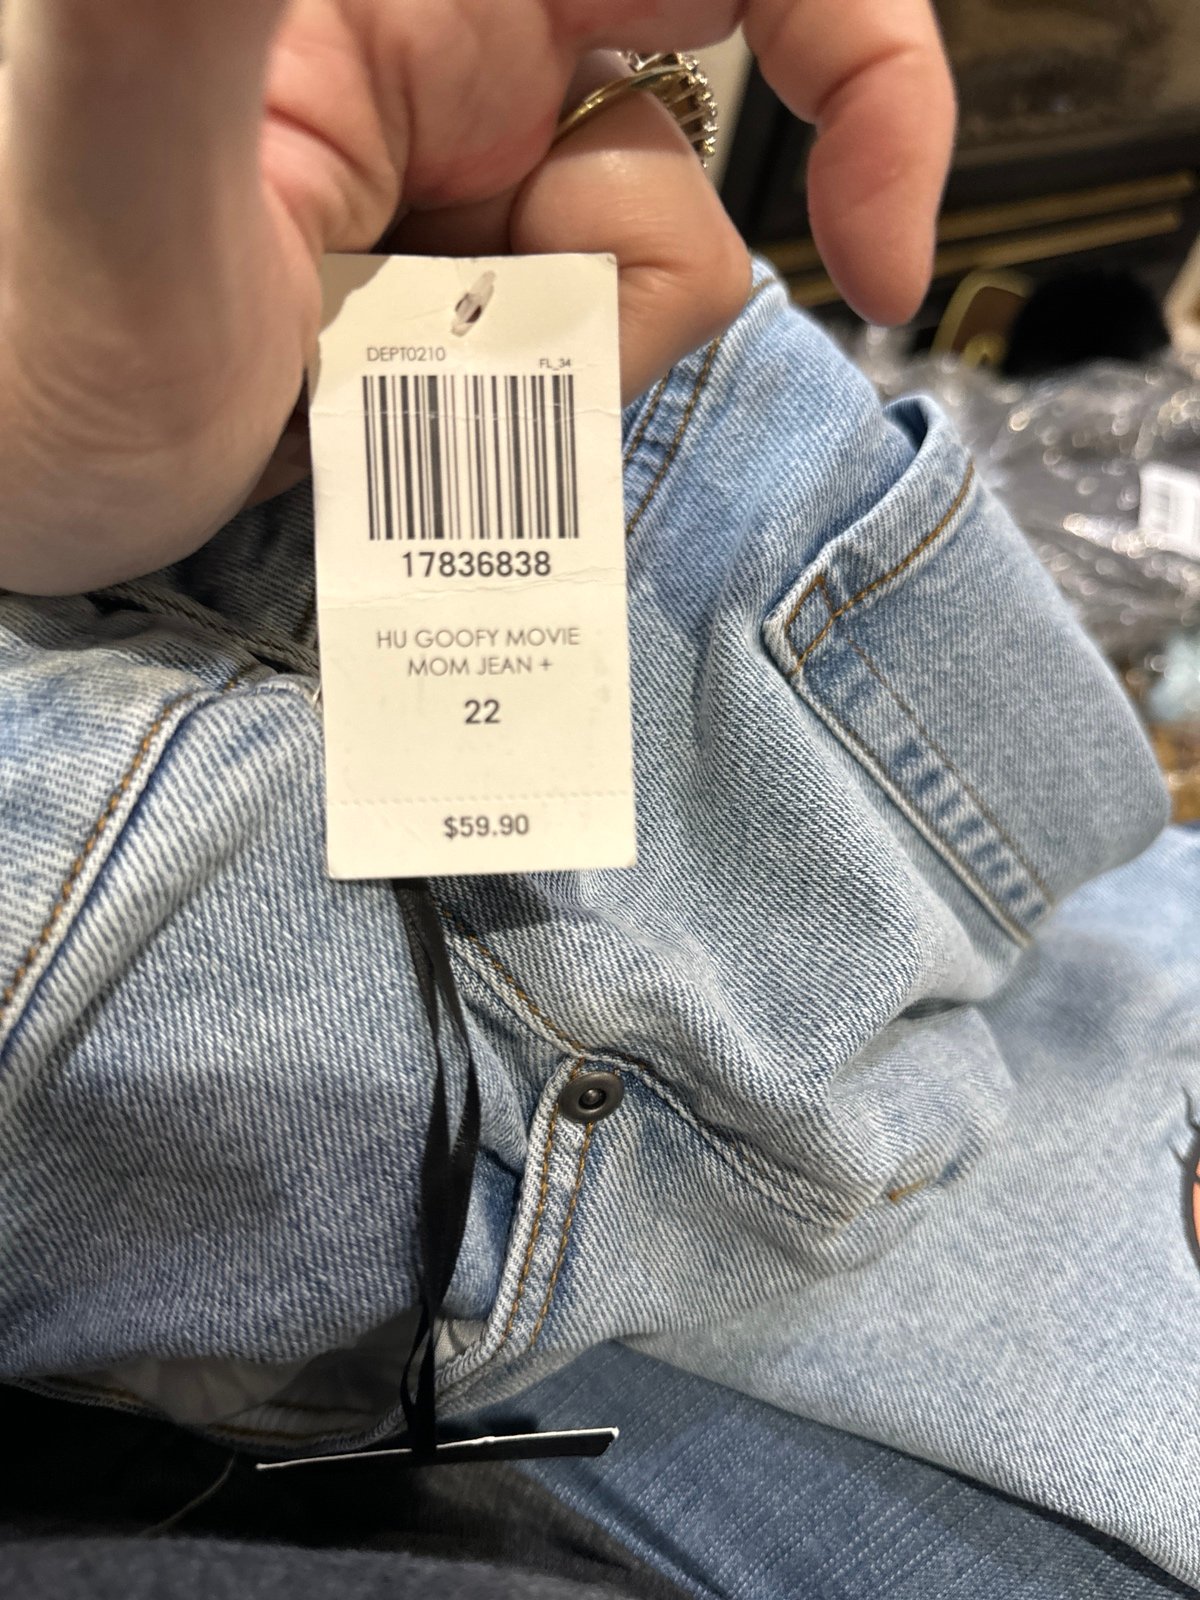 DEPT0210
FL_34
17836838
HU GOOFY MOVIE
MOM JEAN +
22
$59.90